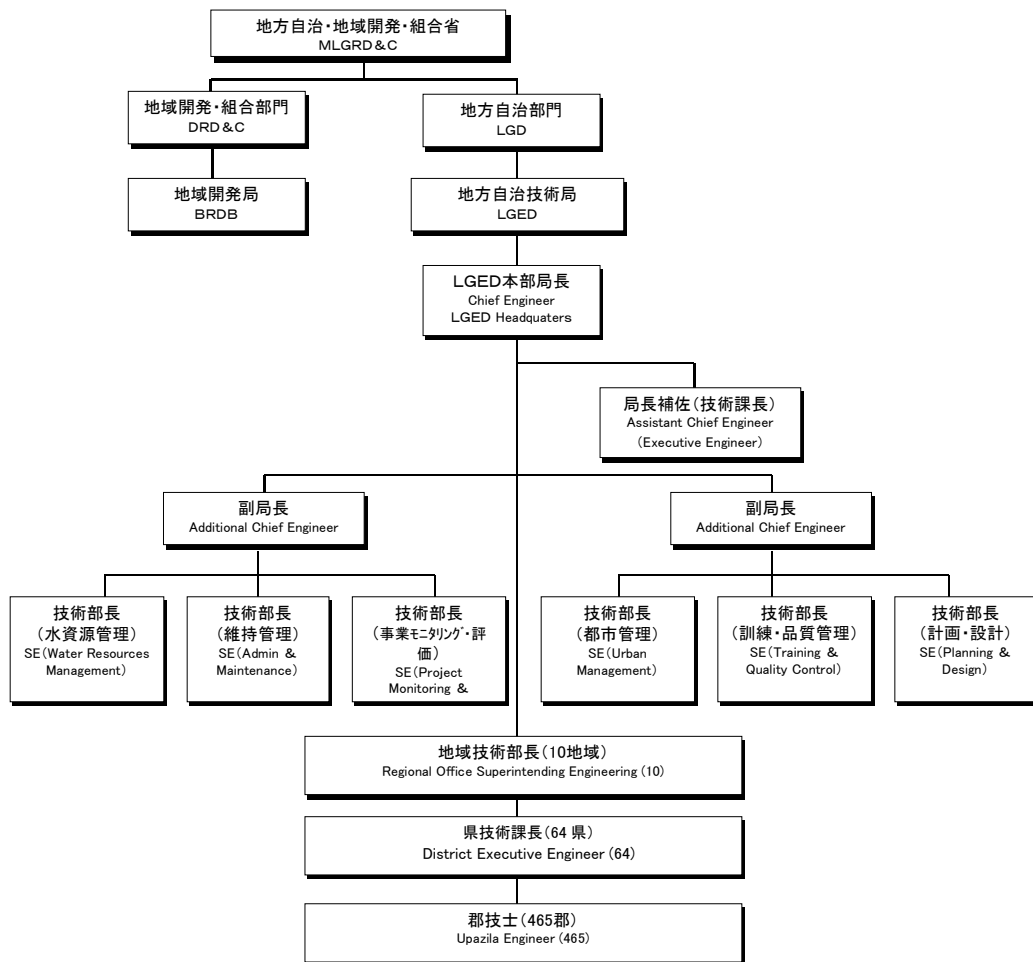 地方自治・地域開発・組合省
MLGRD&C
地域開発・組合部門
DRD&C
地方自治部門
LGD
地域開発局
BRDB
地方自治技術局
LGED
LGED本部局長
Chief Engineer
LGED Headquaters
局長補佐(技術課長)
Assistant Chief Engineer
(Executive Engineer)
副局長
Additional Chief Engineer
副局長
Additional Chief Engineer
技術部長
(水資源管理)
SE(Water Resources
Management)
技術部長
(維持管理)
SE(Admin &
Maintenance)
技術部長
(事業ﾓﾆﾀﾘﾝｸﾞ・評
価)
SE(Project
Monitoring &
技術部長
(都市管理)
SE(Urban
Management)
技術部長
(訓練・品質管理)
SE(Training &
Quality Control)
技術部長
(計画・設計)
SE(Planning &
Design)
地域技術部長(10地域)
Regional Office Superintending Engineering (10)
県技術課長(64 県)
District Executive Engineer (64)
郡技士(465郡)
Upazila Engineer (465)